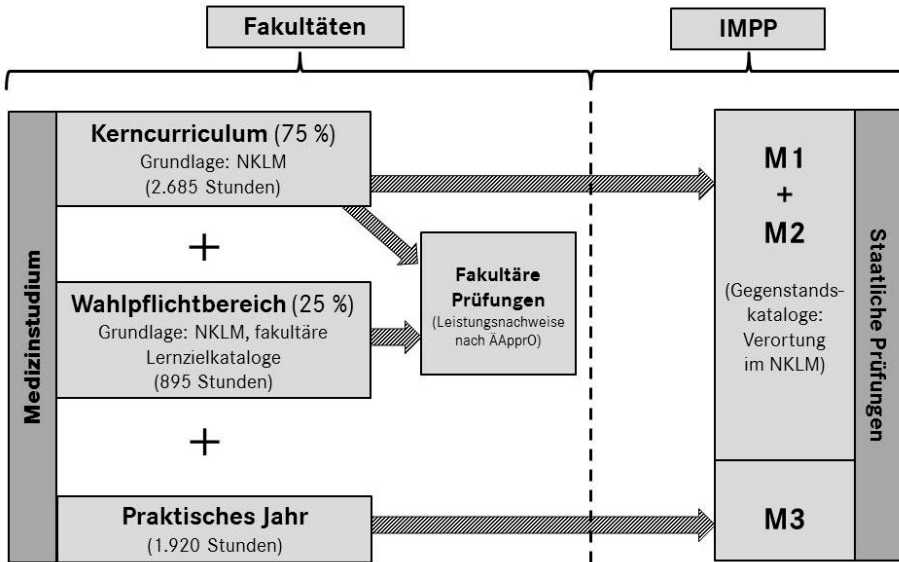 Fakultäten
IMPP
Medizinstudium
Kerncurriculum (75 %)
Grundlage: NKLM
(2.685 Stunden)
+
Wahlpflichtbereich (25 %)
Grundlage: NKLM, fakultäre
Lernzielkataloge
(895 Stunden)
+
Praktisches Jahr
(1.920 Stunden)
Fakultäre
Prüfungen
(Leistungsnachweise
nach ÄApprO)
M1
+
M2
(Gegenstands-
kataloge:
Verortung
im NKLM)
M3
Staatliche Prüfungen